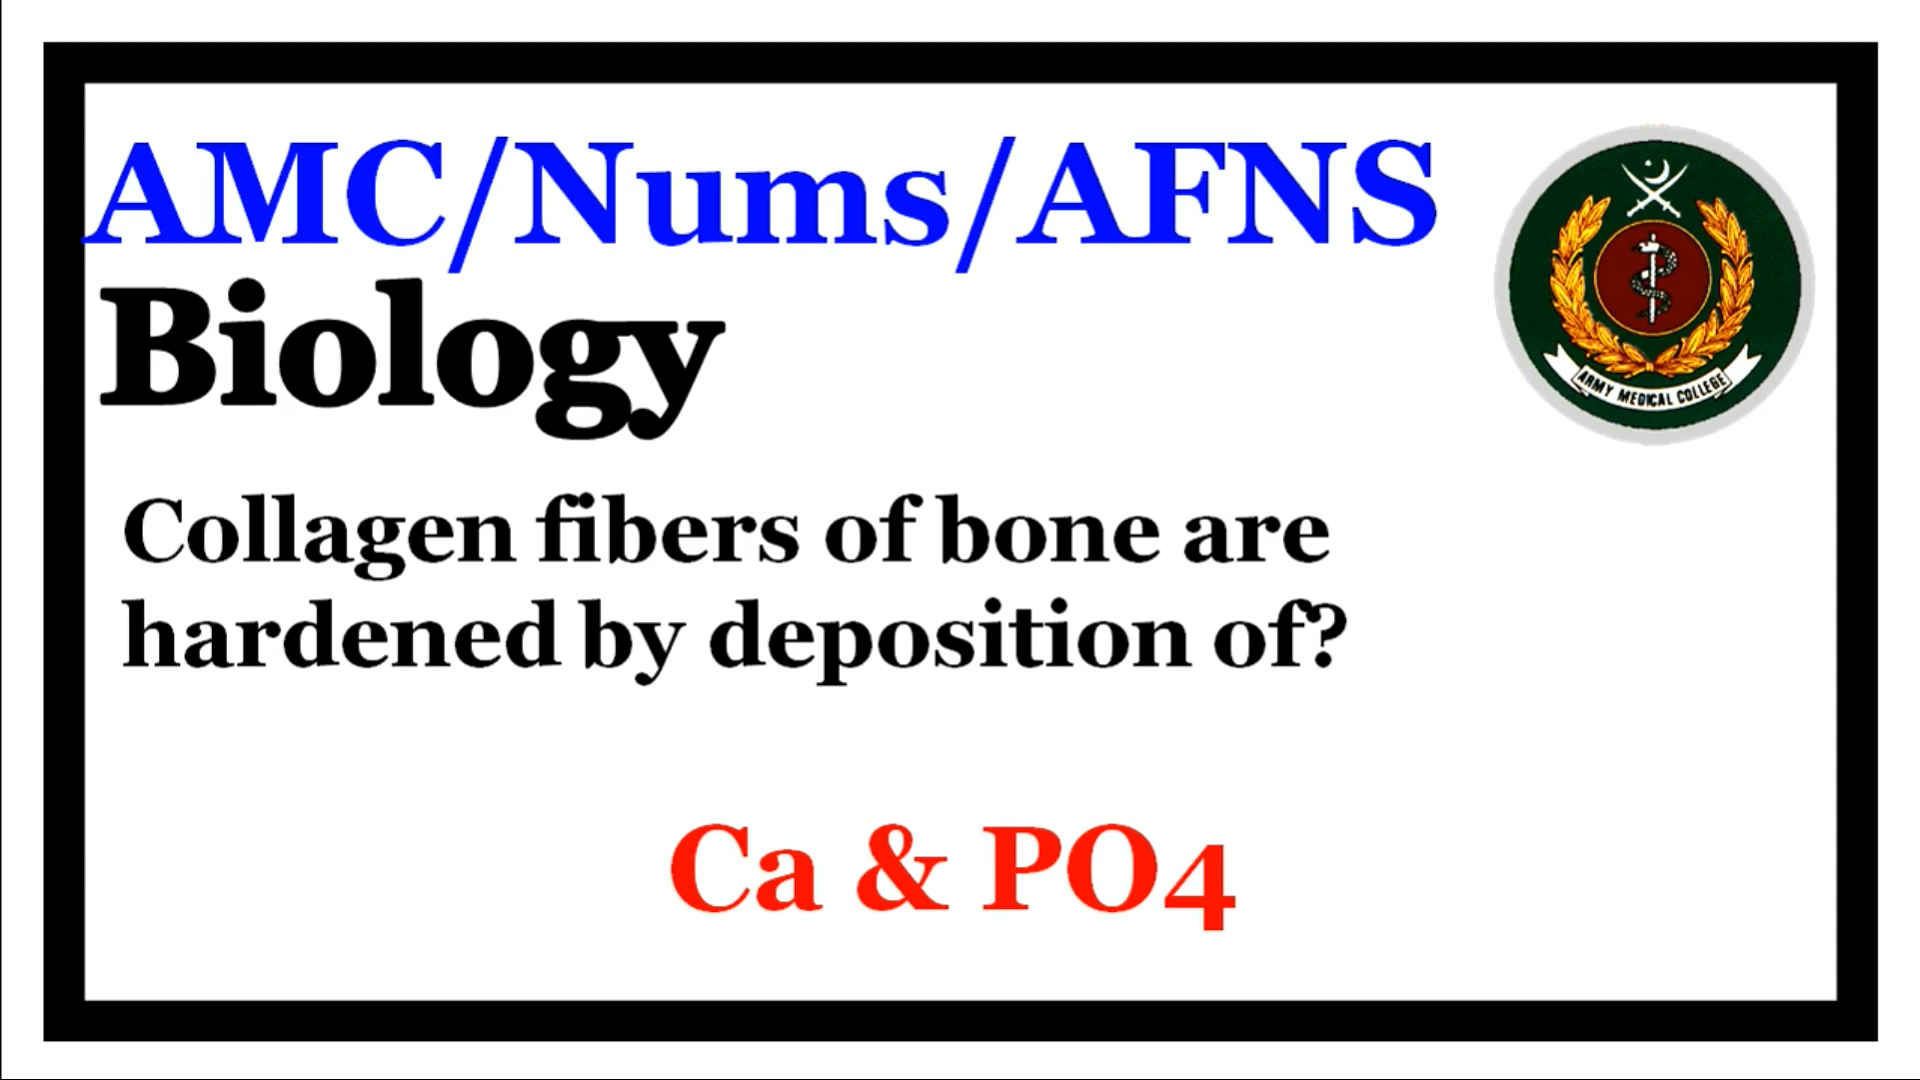 AMC/Nums/AFNS
Biology
ARMY MEDICAL COLLEGE
Collagen fibers of bone are
hardened by deposition of?
Ca & PO4